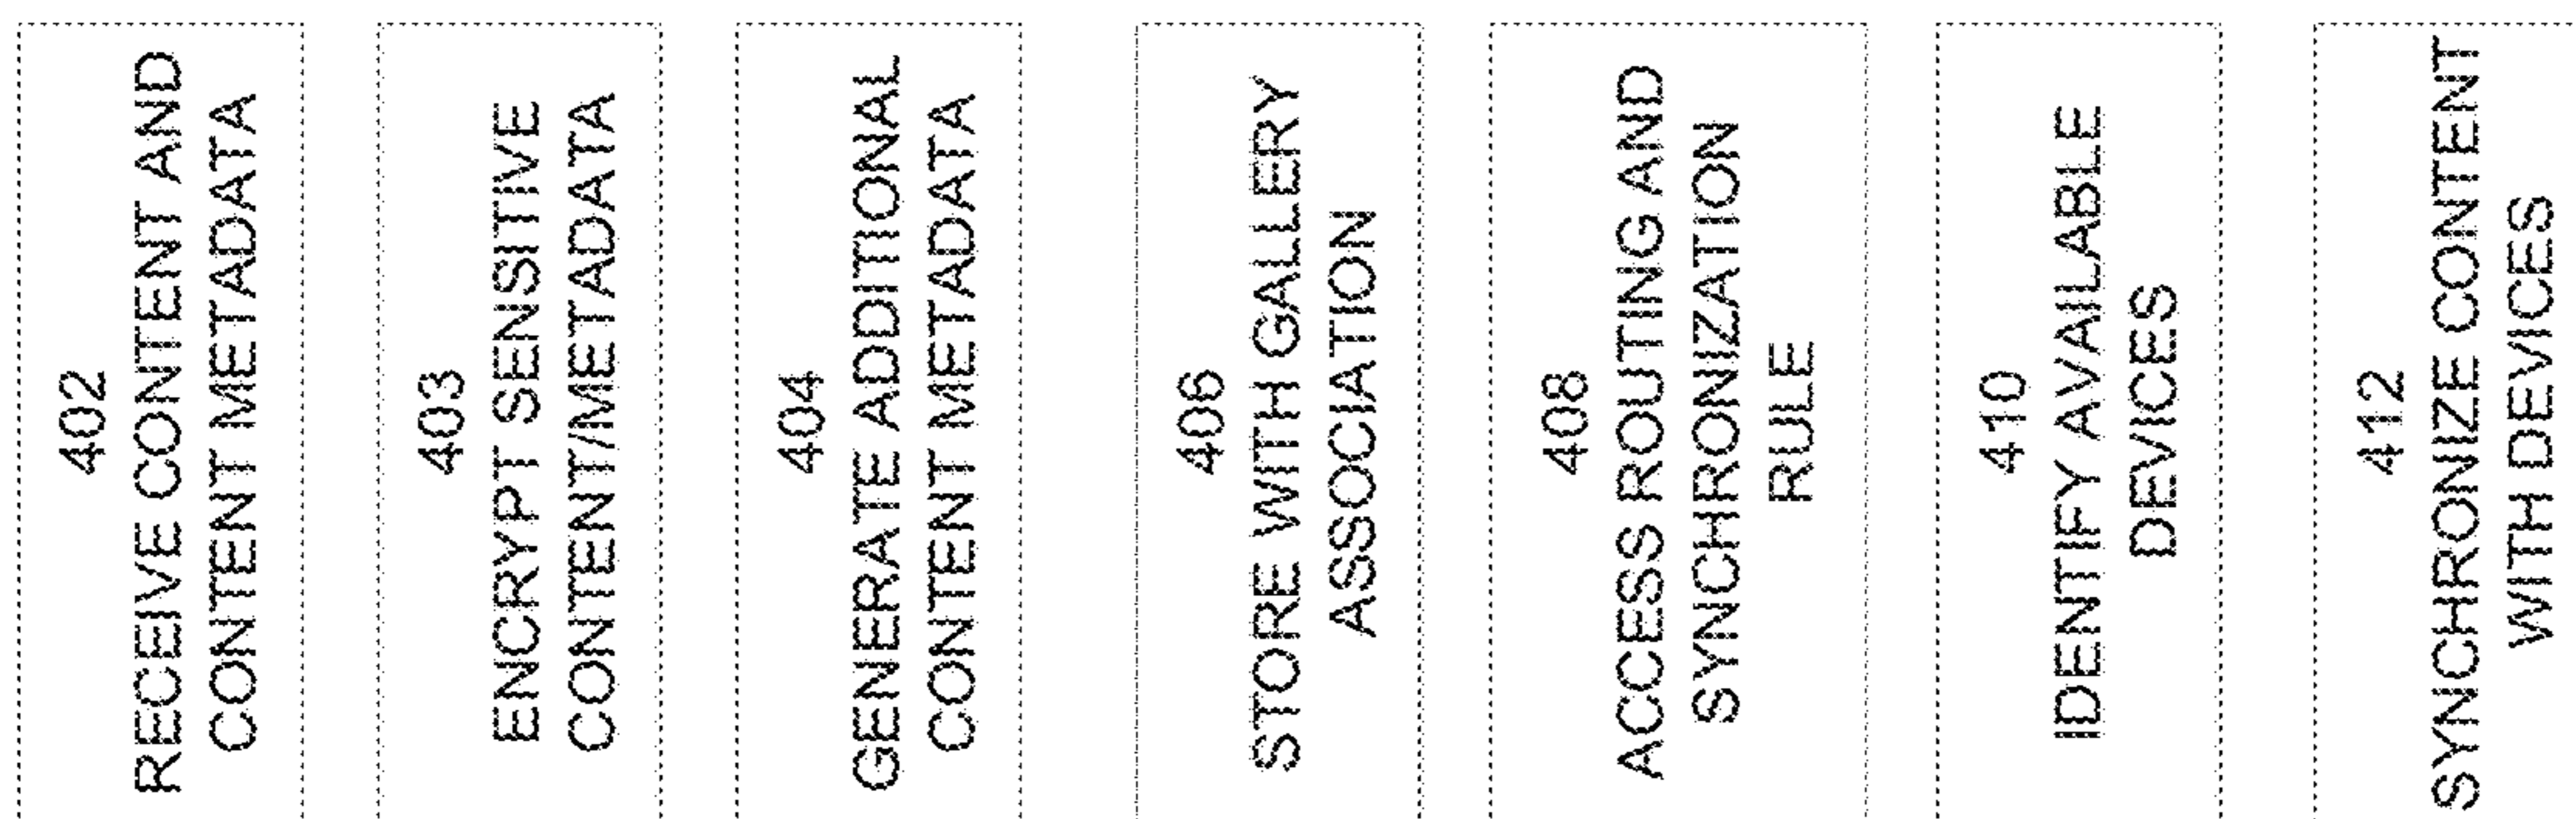 402
RECEIVE CONTENT AND
CONTENT METADATA
403
ENCRYPT SENSITIVE
CONTENT/METADATA
404
GENERATE ADDITIONAL
CONTENT METADATA
406
STORE WITH GALLERY
ASSOCIATION
408
ACCESS ROUTING AND
SYNCHRONIZATION
RULE
410
IDENTIFY AVAILABLE
DEVICES
412
SYNCHRONIZE CONTENT
WITH DEVICES